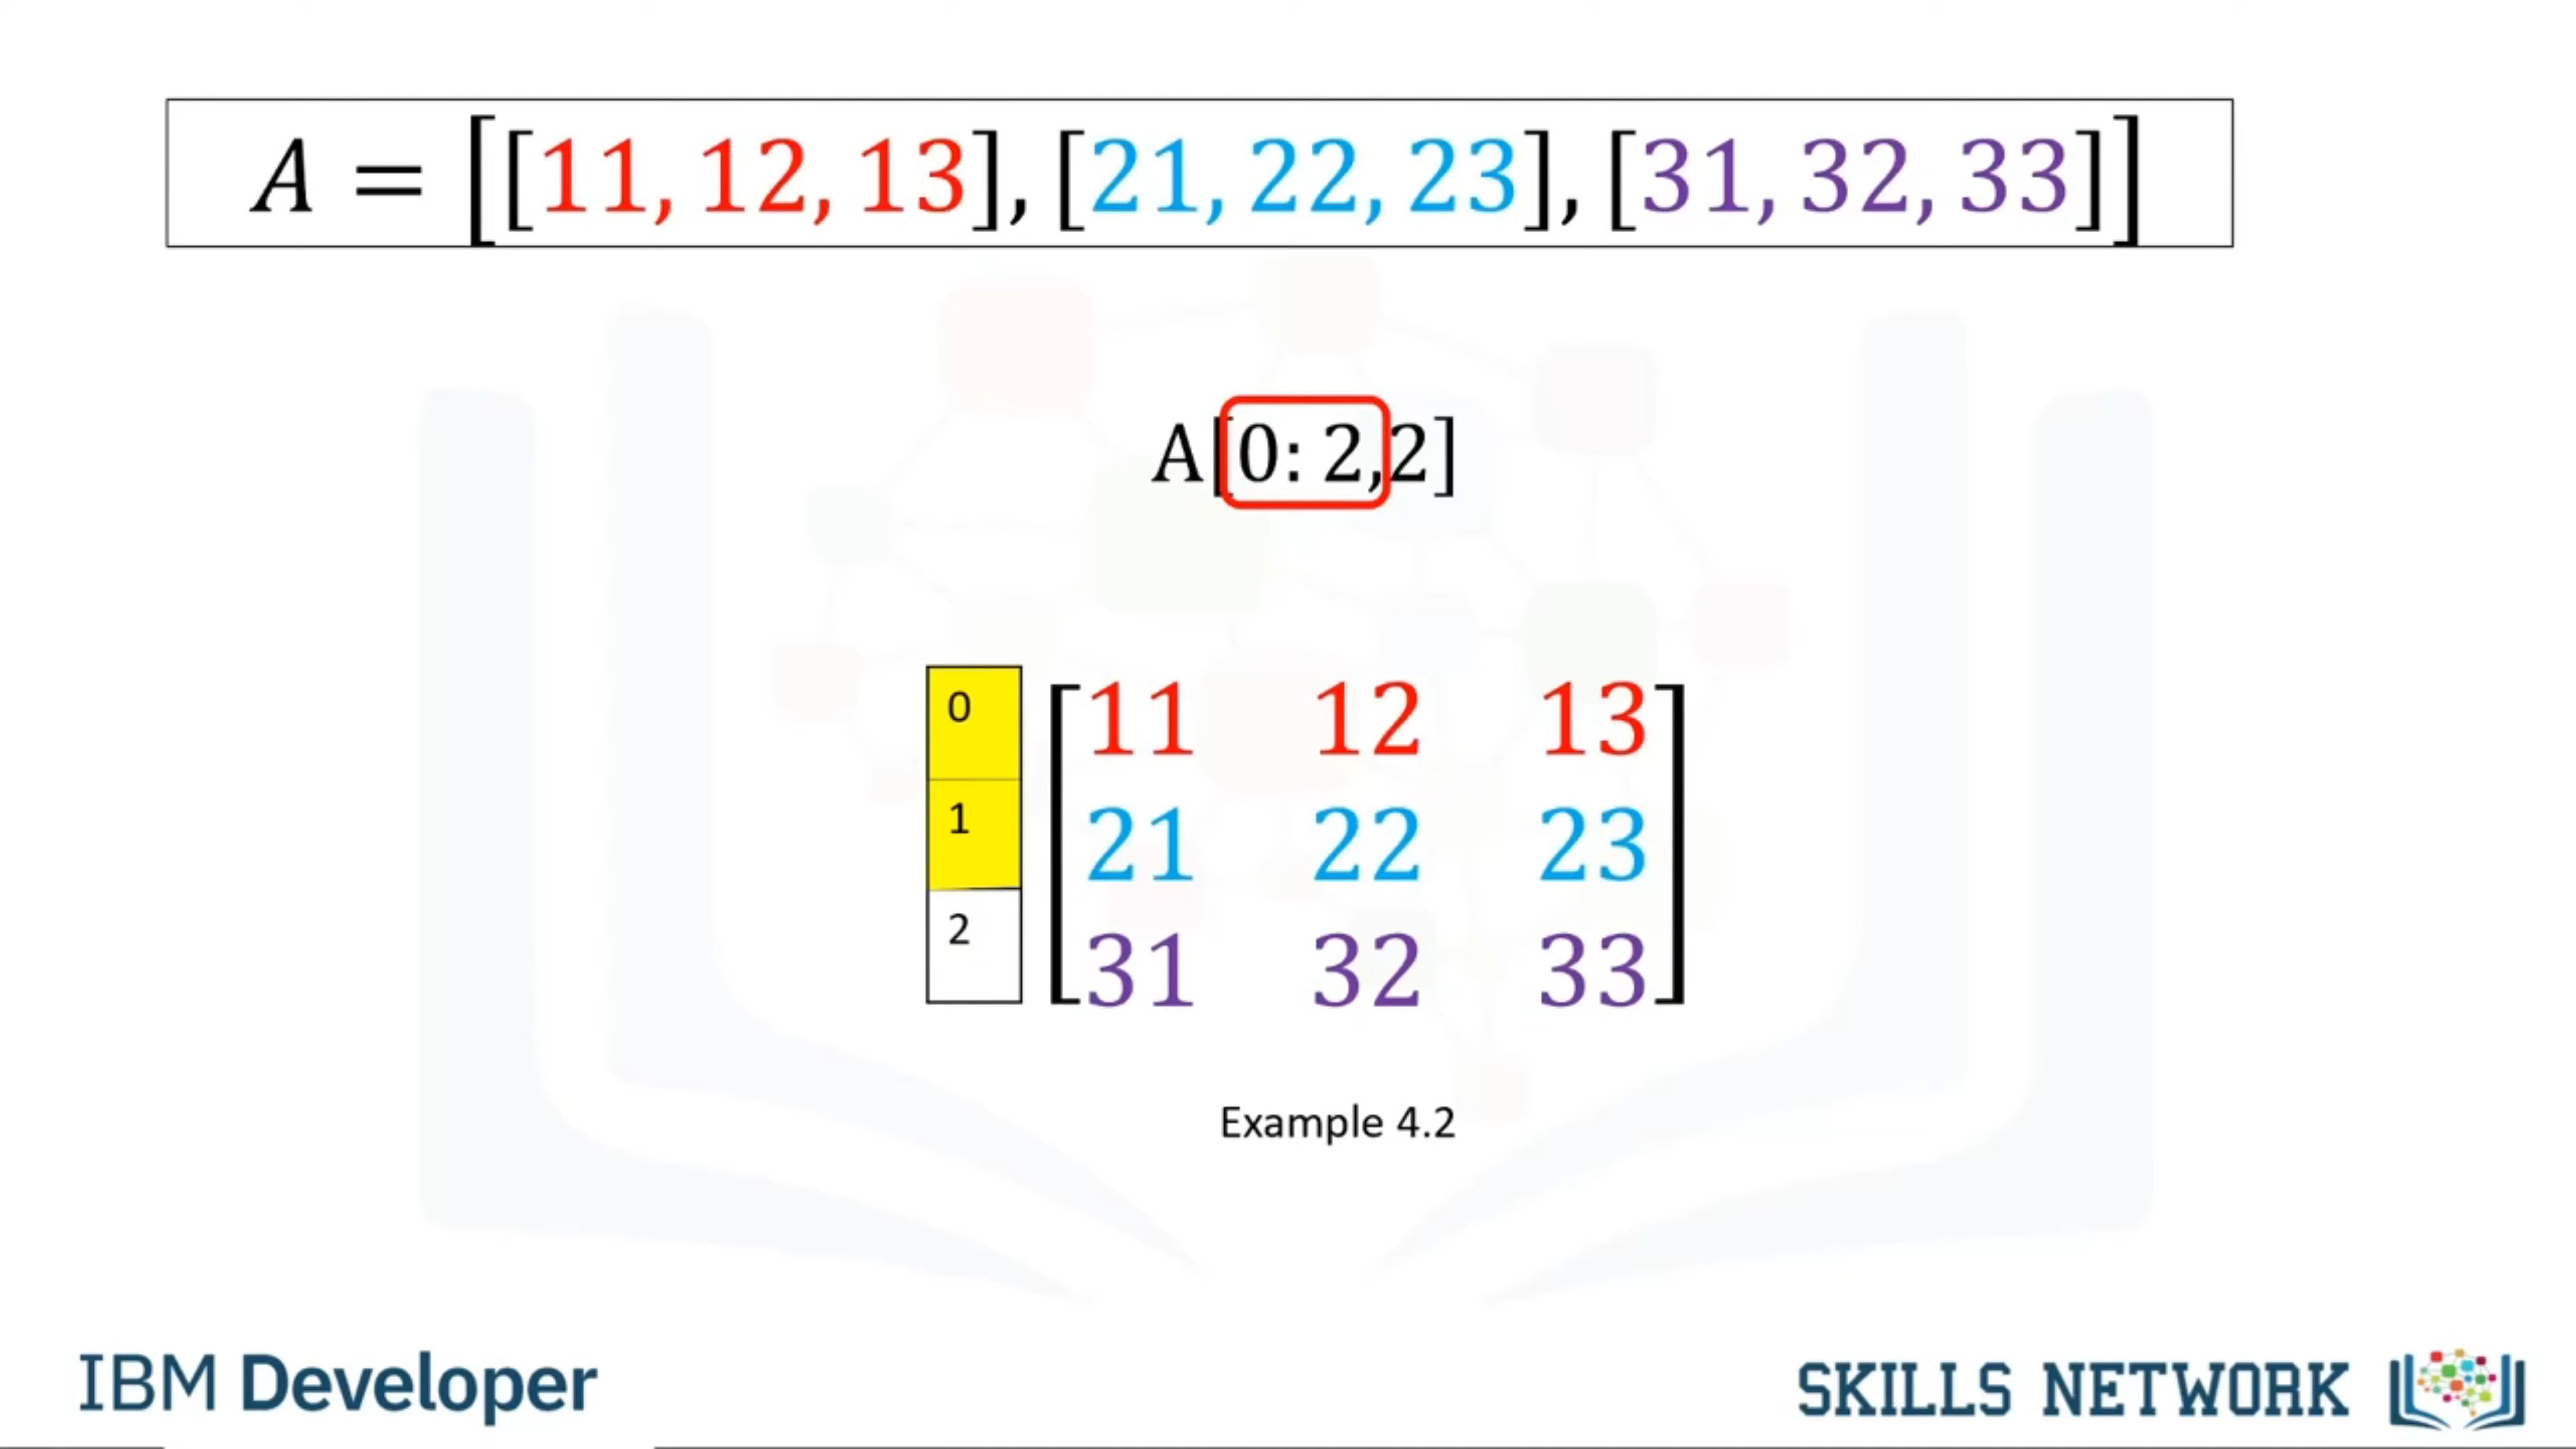 A = [[11, 12, 13], [21, 22, 23], [31, 32, 33]]
A[0: 2,2]
0
1
2
11 12 13
21 22 23
31 32 33
Example 4.2
IBM Developer
SKILLS NETWORK